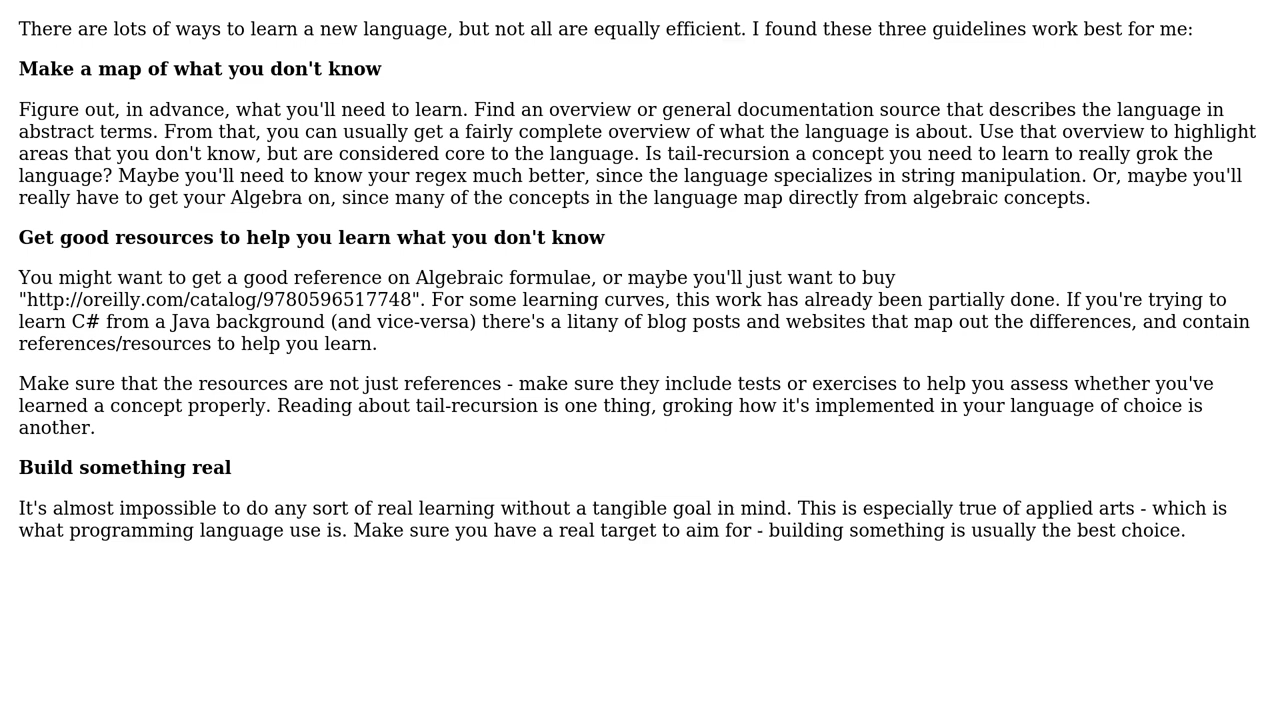 There are lots of ways to learn a new language, but not all are equally efficient. I found these three guidelines work best for me:
Make a map of what you don't know
Figure out, in advance, what you'll need to learn. Find an overview or general documentation source that describes the language in
abstract terms. From that, you can usually get a fairly complete overview of what the language is about. Use that overview to highlight
areas that you don't know, but are considered core to the language. Is tail-recursion a concept you need to learn to really grok the
language? Maybe you'll need to know your regex much better, since the language specializes in string manipulation. Or, maybe you'll
really have to get your Algebra on, since many of the concepts in the language map directly from algebraic concepts.
Get good resources to help you learn what you don't know
You might want to get a good reference on Algebraic formulae, or maybe you'll just want to buy
"http://oreilly.com/catalog/9780596517748". For some learning curves, this work has already been partially done. If you're trying to
learn C# from a Java background (and vice-versa) there's a litany of blog posts and websites that map out the differences, and contain
references/resources to help you learn.
Make sure that the resources are not just references - make sure they include tests or exercises to help you assess whether you've
learned a concept properly. Reading about tail-recursion is one thing, groking how it's implemented in your language of choice is
another.
Build something real
It's almost impossible to do any sort of real learning without a tangible goal in mind. This is especially true of applied arts - which is
what programming language use is. Make sure you have a real target to aim for - building something is usually the best choice.